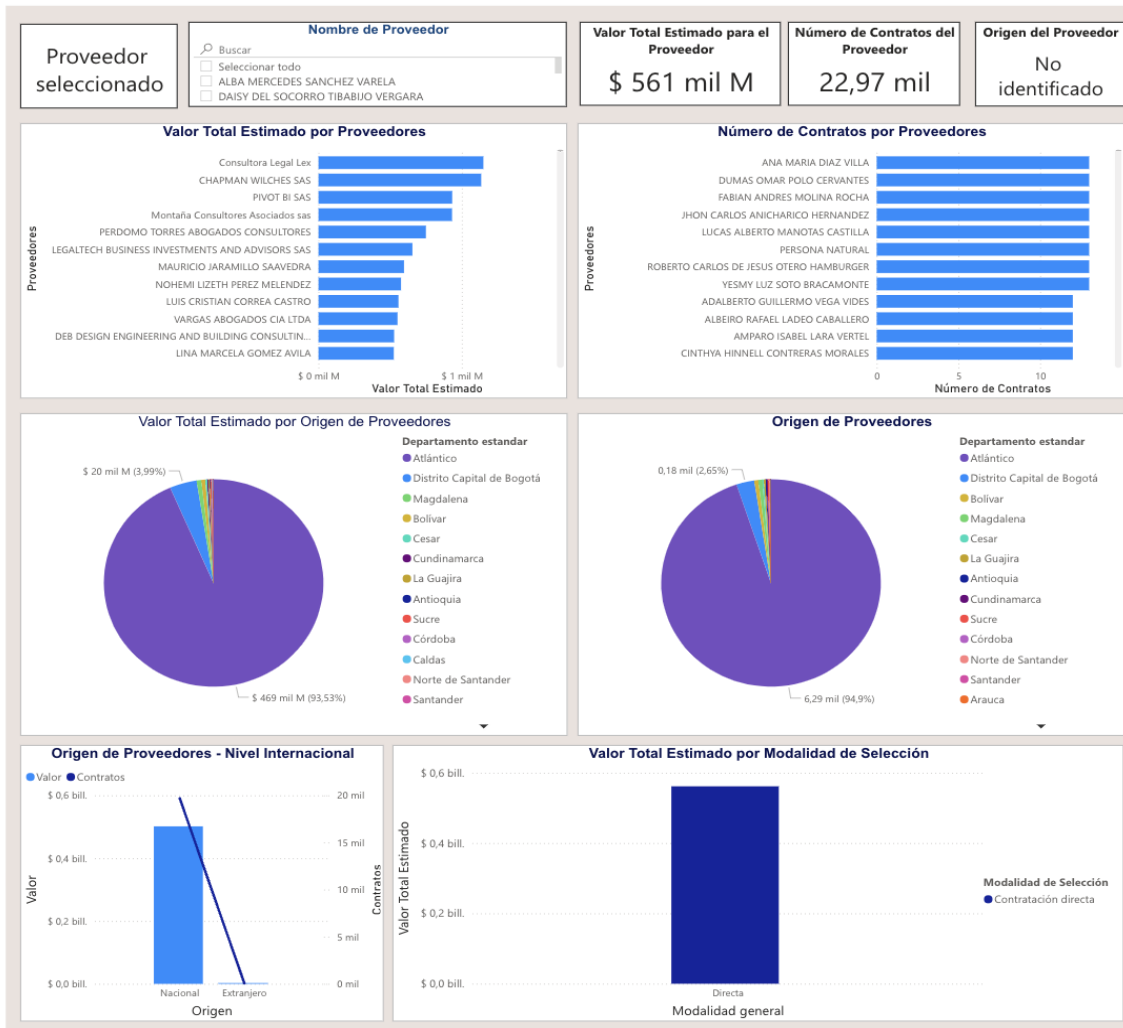 Proveedor
seleccionado
Nombre de Proveedor
Buscar
Seleccionar todo
ALBA MERCEDES SANCHEZ VARELA
DAISY DEL SOCORRO TIBABIJO VERGARA
Valor Total Estimado para el
Proveedor
$ 561 mil M
Número de Contratos del
Proveedor
22,97 mil
Origen del Proveedor
No
identificado
Valor Total Estimado por Proveedores
Proveedores
Consultora Legal Lex
CHAPMAN WILCHES SAS
PIVOT BI SAS
Montaña Consultores Asociados sas
PERDOMO TORRES ABOGADOS CONSULTORES
LEGALTECH BUSINESS INVESTMENTS AND ADVISORS SAS
MAURICIO JARAMILLO SAAVEDRA
NOHEMI LIZETH PEREZ MELENDEZ
LUIS CRISTIAN CORREA CASTRO
VARGAS ABOGADOS CIA LTDA
DEB DESIGN ENGINEERING AND BUILDING CONSULTIN...
LINA MARCELA GOMEZ AVILA
$ 0 mil M
$ 1 mil M
Valor Total Estimado
Número de Contratos por Proveedores
Proveedores
ANA MARIA DIAZ VILLA
DUMAS OMAR POLO CERVANTES
FABIAN ANDRES MOLINA ROCHA
JHON CARLOS ANICHARICO HERNANDEZ
LUCAS ALBERTO MANOTAS CASTILLA
PERSONA NATURAL
ROBERTO CARLOS DE JESUS OTERO HAMBURGER
YESMY LUZ SOTO BRACAMONTE
ADALBERTO GUILLERMO VEGA VIDES
ALBEIRO RAFAEL LADEO CABALLERO
AMPARO ISABEL LARA VERTEL
CINTHYA HINNELL CONTRERAS MORALES
0
5
10
Número de Contratos
Valor Total Estimado por Origen de Proveedores
$ 20 mil M (3,99%)
$ 469 mil M (93,53%)
Departamento estandar
Atlántico
Distrito Capital de Bogotá
Magdalena
Bolívar
Cesar
Cundinamarca
La Guajira
Antioquia
Sucre
Córdoba
Caldas
Norte de Santander
Santander
Origen de Proveedores
0,18 mil (2,65%)
6,29 mil (94,9%)
Departamento estandar
Atlántico
Distrito Capital de Bogotá
Bolívar
Magdalena
Cesar
La Guajira
Antioquia
Cundinamarca
Sucre
Córdoba
Norte de Santander
Santander
Arauca
Origen de Proveedores - Nivel Internacional
Valor
Contratos
Valor
$ 0,6 bill.
$ 0,4 bill.
$ 0,2 bill.
$ 0,0 bill.
20 mil
15 mil
10 mil
5 mil
0 mil
Contratos
Nacional
Extranjero
Origen
Valor Total Estimado por Modalidad de Selección
Valor Total Estimado
$ 0,6 bill.
$ 0,4 bill.
$ 0,2 bill.
$ 0,0 bill.
Directa
Modalidad general
Modalidad de Selección
Contratación directa